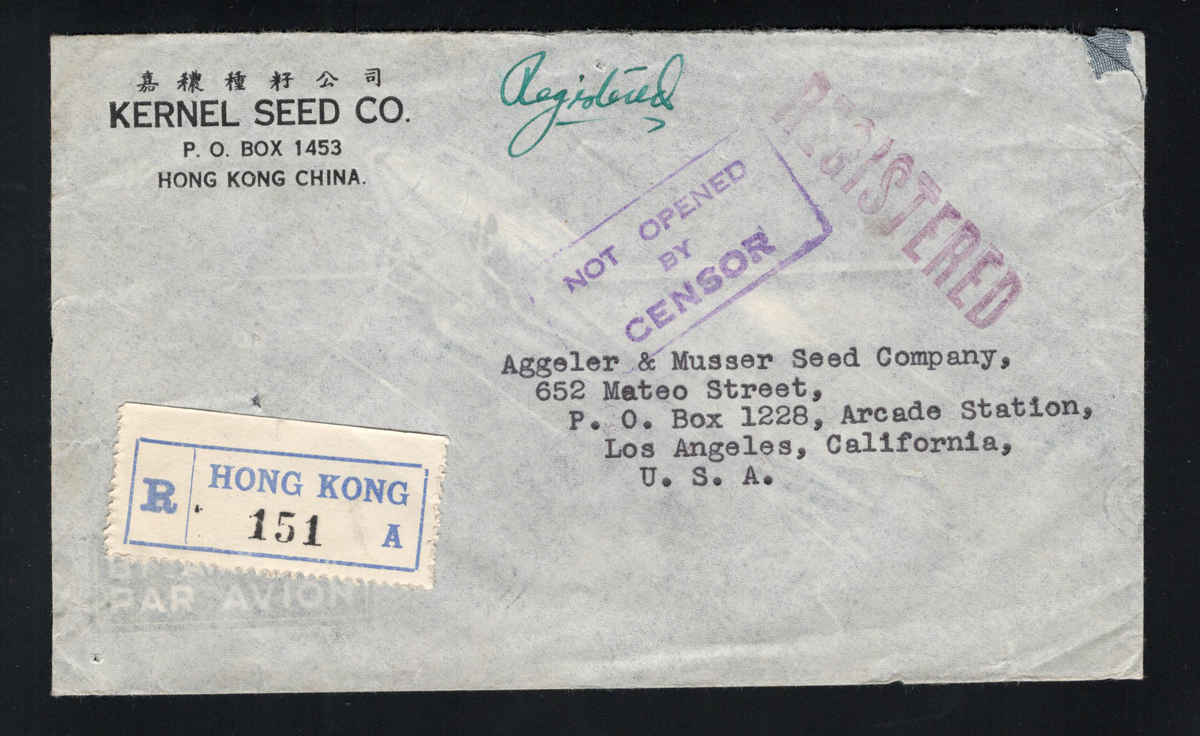 嘉穠種籽公司
KERNEL SEED CO.
P. O. BOX 1453
HONG KONG CHINA.
Registered
REGISTERED
NOT OPENED
BY
CENSOR
Aggeler & Musser Seed Company,
652 Mateo Street,
P. O. Box 1228, Arcade Station,
Los Angeles, California,
U. S. A.
R HONG KONG
151 A
PAR AVION